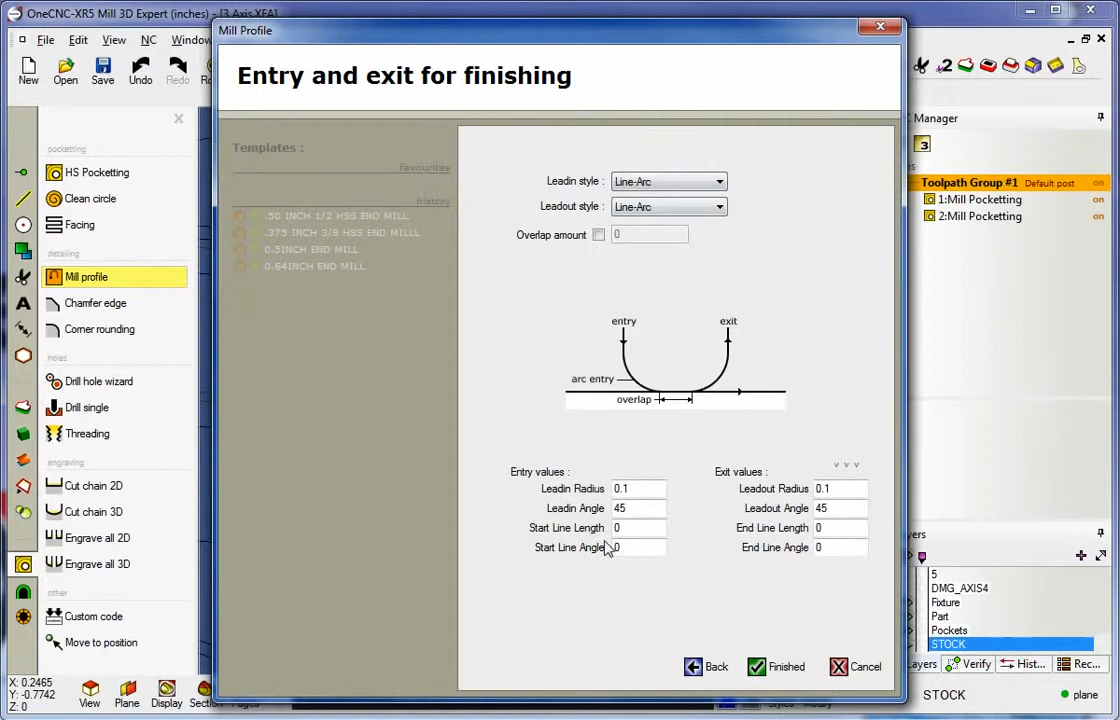 OneCNC-XR5 Mill 3D Expert (inches) - [3 Axis.XFA]
File Edit View NC Window
New Open Save Undo Redo
pocketting
HS Pocketting
Clean circle
Facing
detailing
Mill profile
Chamfer edge
Corner rounding
holes
Drill hole wizard
Drill single
Threading
engraving
Cut chain 2D
Cut chain 3D
Engrave all 2D
Engrave all 3D
other
Custom code
Move to position
X: 0.2465
Y: -0.7742
Z: 0
View Plane Display
Mill Profile
Entry and exit for finishing
Templates :
favourites
history
.50 INCH 1/2 HSS END MILL
.375 INCH 3/8 HSS END MILLL
0.5INCH END MILL
0.64INCH END MILL
Leadin style : Line-Arc
Leadout style : Line-Arc
Overlap amount 0
entry exit
arc entry
overlap
Entry values :
Leadin Radius 0.1
Leadin Angle 45
Start Line Length 0
Start Line Angle 0
Exit values : v v v
Leadout Radius 0.1
Leadout Angle 45
End Line Length 0
End Line Angle 0
Back Finished Cancel
2
Manager
3
Toolpath Group #1 Default post on
1:Mill Pocketting on
2:Mill Pocketting on
5
DMG_AXIS4
Fixture
Part
Pockets
STOCK
Layers Verify Hist... Rec...
STOCK plane